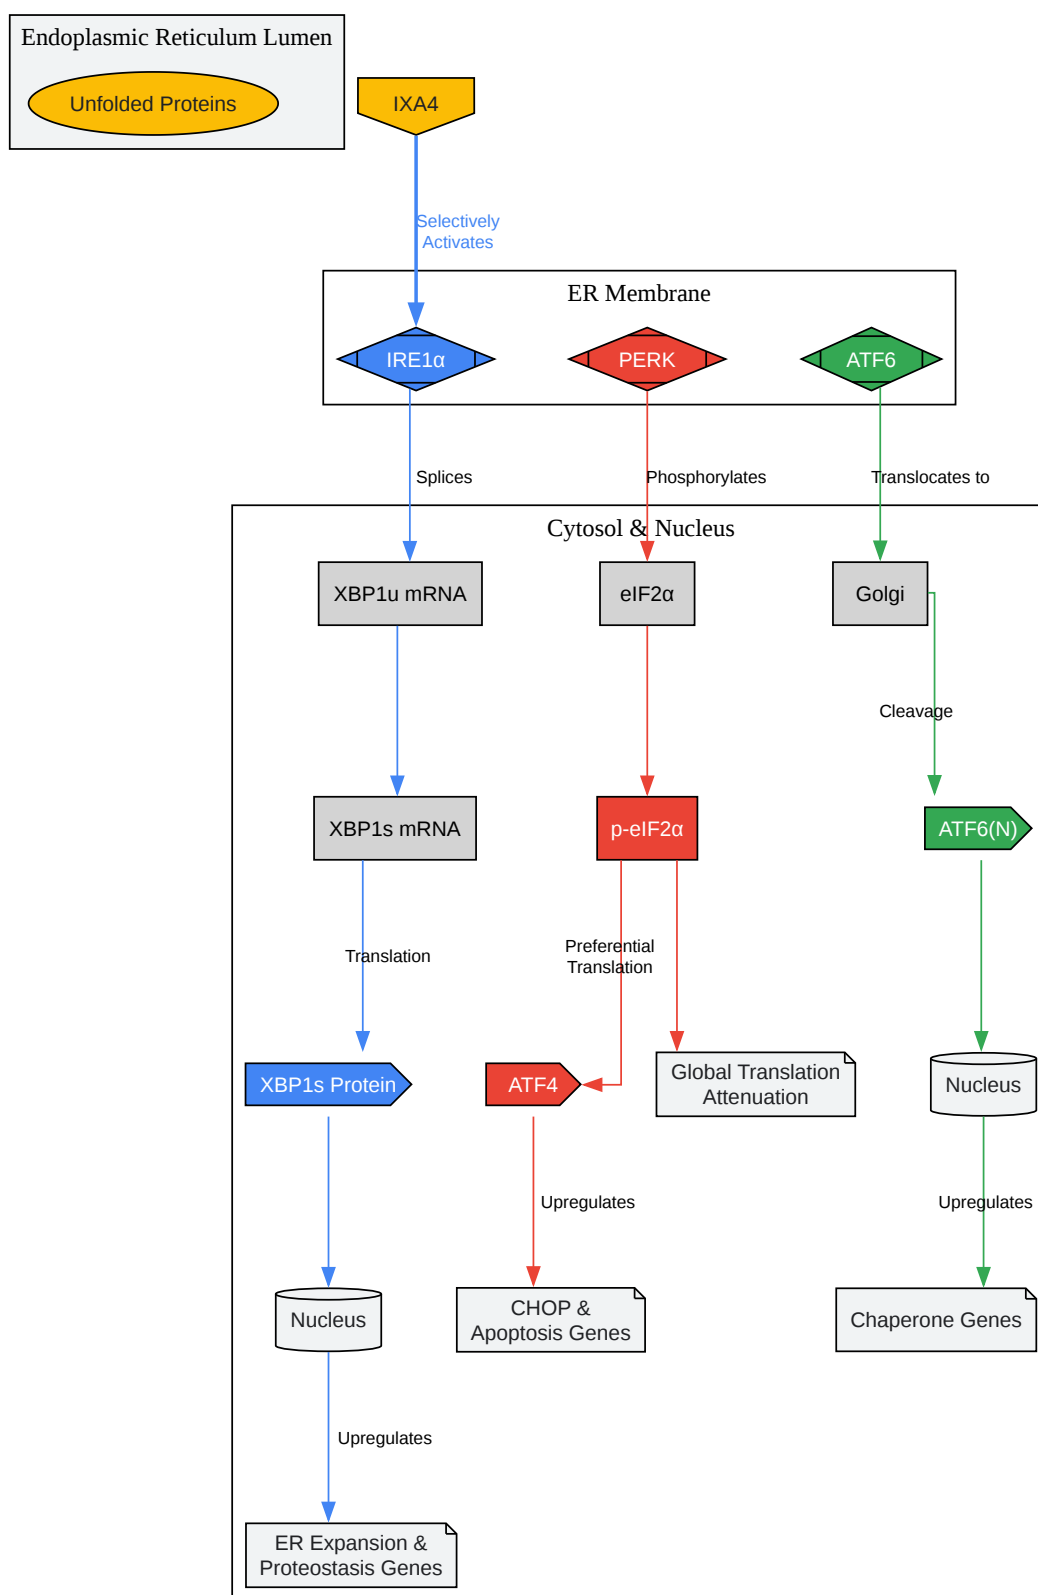 Endoplasmic Reticulum Lumen
Unfolded Proteins
IXA4
Selectively
Activates
ER Membrane
IRE1α
PERK
ATF6
Splices
Phosphorylates
Translocates to
Cytosol & Nucleus
XBP1u mRNA
eIF2α
Golgi
Cleavage
XBP1s mRNA
p-eIF2α
ATF6(N)
Translation
Preferential
Translation
XBP1s Protein
ATF4
Global Translation
Attenuation
Nucleus
Upregulates
Upregulates
Nucleus
CHOP &
Apoptosis Genes
Chaperone Genes
Upregulates
ER Expansion &
Proteostasis Genes